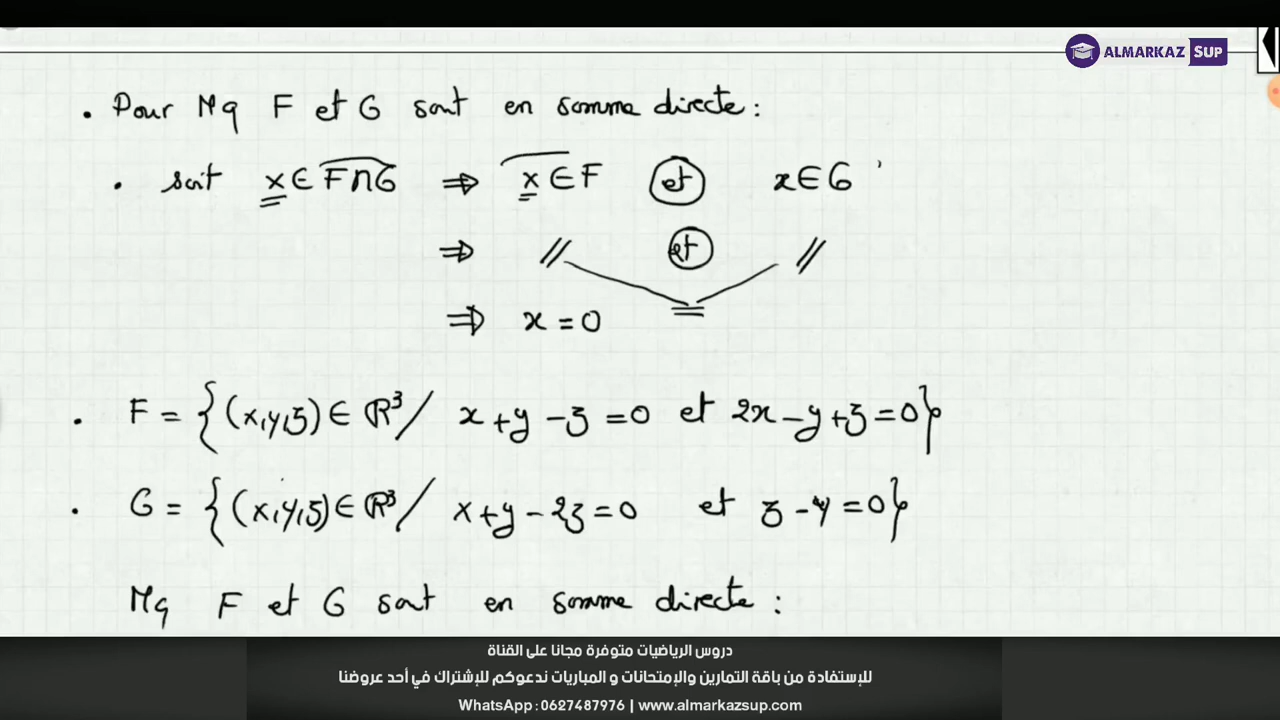 ALMARKAZ SUP
• Pour Mq F et G sont en somme directe :
• soit x ∈ F∩G ⇒ x ∈ F et x ∈ G
⇒ // et //
⇒ x = 0
• F = {(x,y,z) ∈ ℝ³ / x+y-z=0 et 2x-y+z=0}
• G = {(x,y,z) ∈ ℝ³ / x+y-2z=0 et z-y=0}
Mq F et G sont en somme directe :
دروس الرياضيات متوفرة مجانا على القناة
للإستفادة من باقة التمارين والإمتحانات و المباريات ندعوكم للإشتراك في أحد عروضنا
WhatsApp : 0627487976 | www.almarkazsup.com